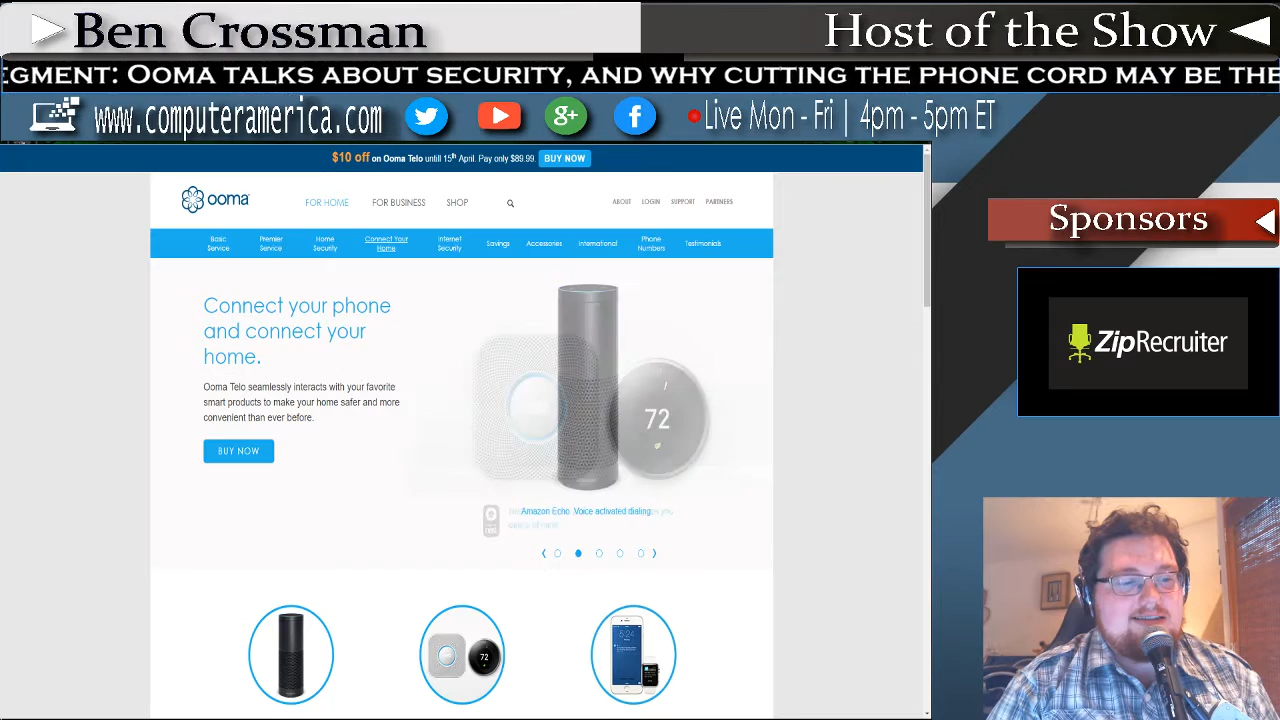 Ben Crossman
Host of the Show
EGMENT: OOMA TALKS ABOUT SECURITY, AND WHY CUTTING THE PHONE CORD MAY BE THE
www.computeramerica.com
Live Mon - Fri | 4pm - 5pm ET
$10 off on Ooma Telo untill 15th April. Pay only $89.99. BUY NOW
ooma
FOR HOME FOR BUSINESS SHOP
ABOUT LOGIN SUPPORT PARTNERS
Basic Service
Premier Service
Home Security
Connect Your Home
Internet Security
Savings
Accessories
International
Phone Numbers
Testimonials
Connect your phone
and connect your
home.
Ooma Telo seamlessly interacts with your favorite
smart products to make your home safer and more
convenient than ever before.
BUY NOW
72
nest
Amazon Echo. Voice activated dialing.
72
5:24
Sponsors
ZipRecruiter